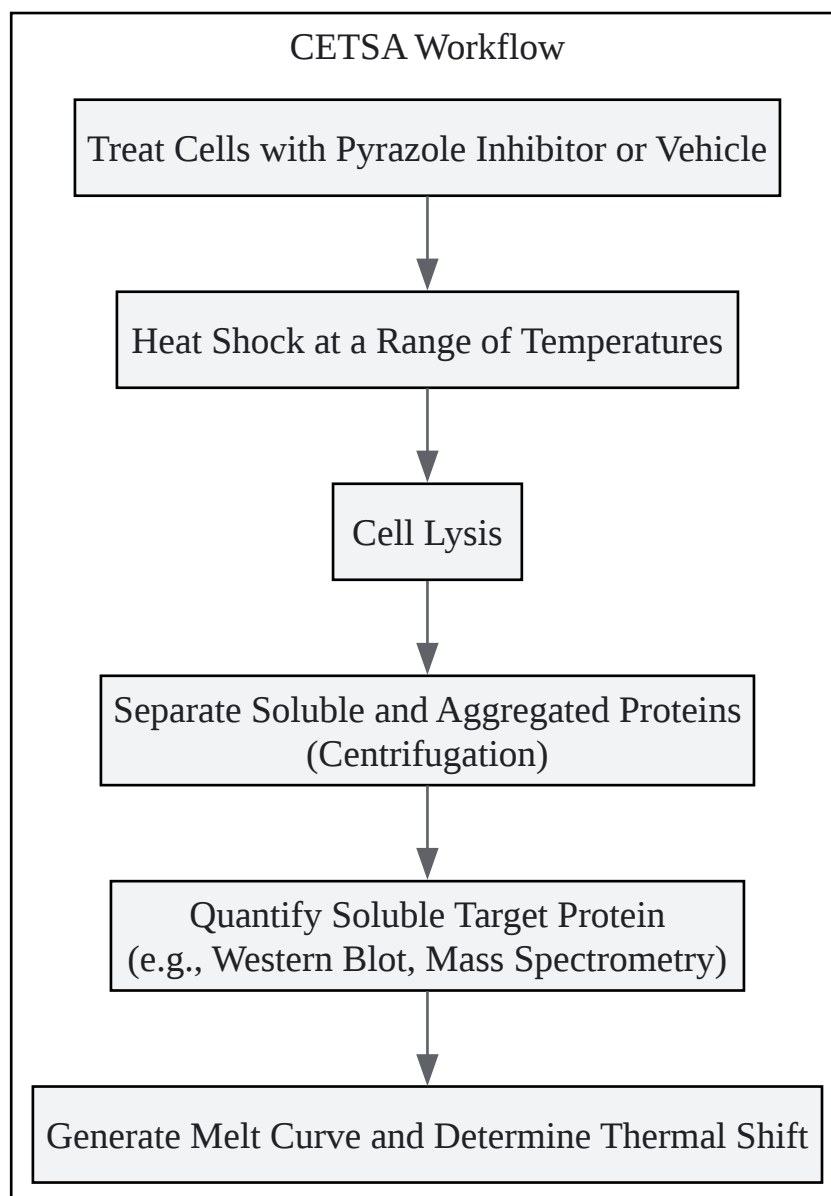 CETSA Workflow
Treat Cells with Pyrazole Inhibitor or Vehicle
Heat Shock at a Range of Temperatures
Cell Lysis
Separate Soluble and Aggregated Proteins
(Centrifugation)
Quantify Soluble Target Protein
(e.g., Western Blot, Mass Spectrometry)
Generate Melt Curve and Determine Thermal Shift